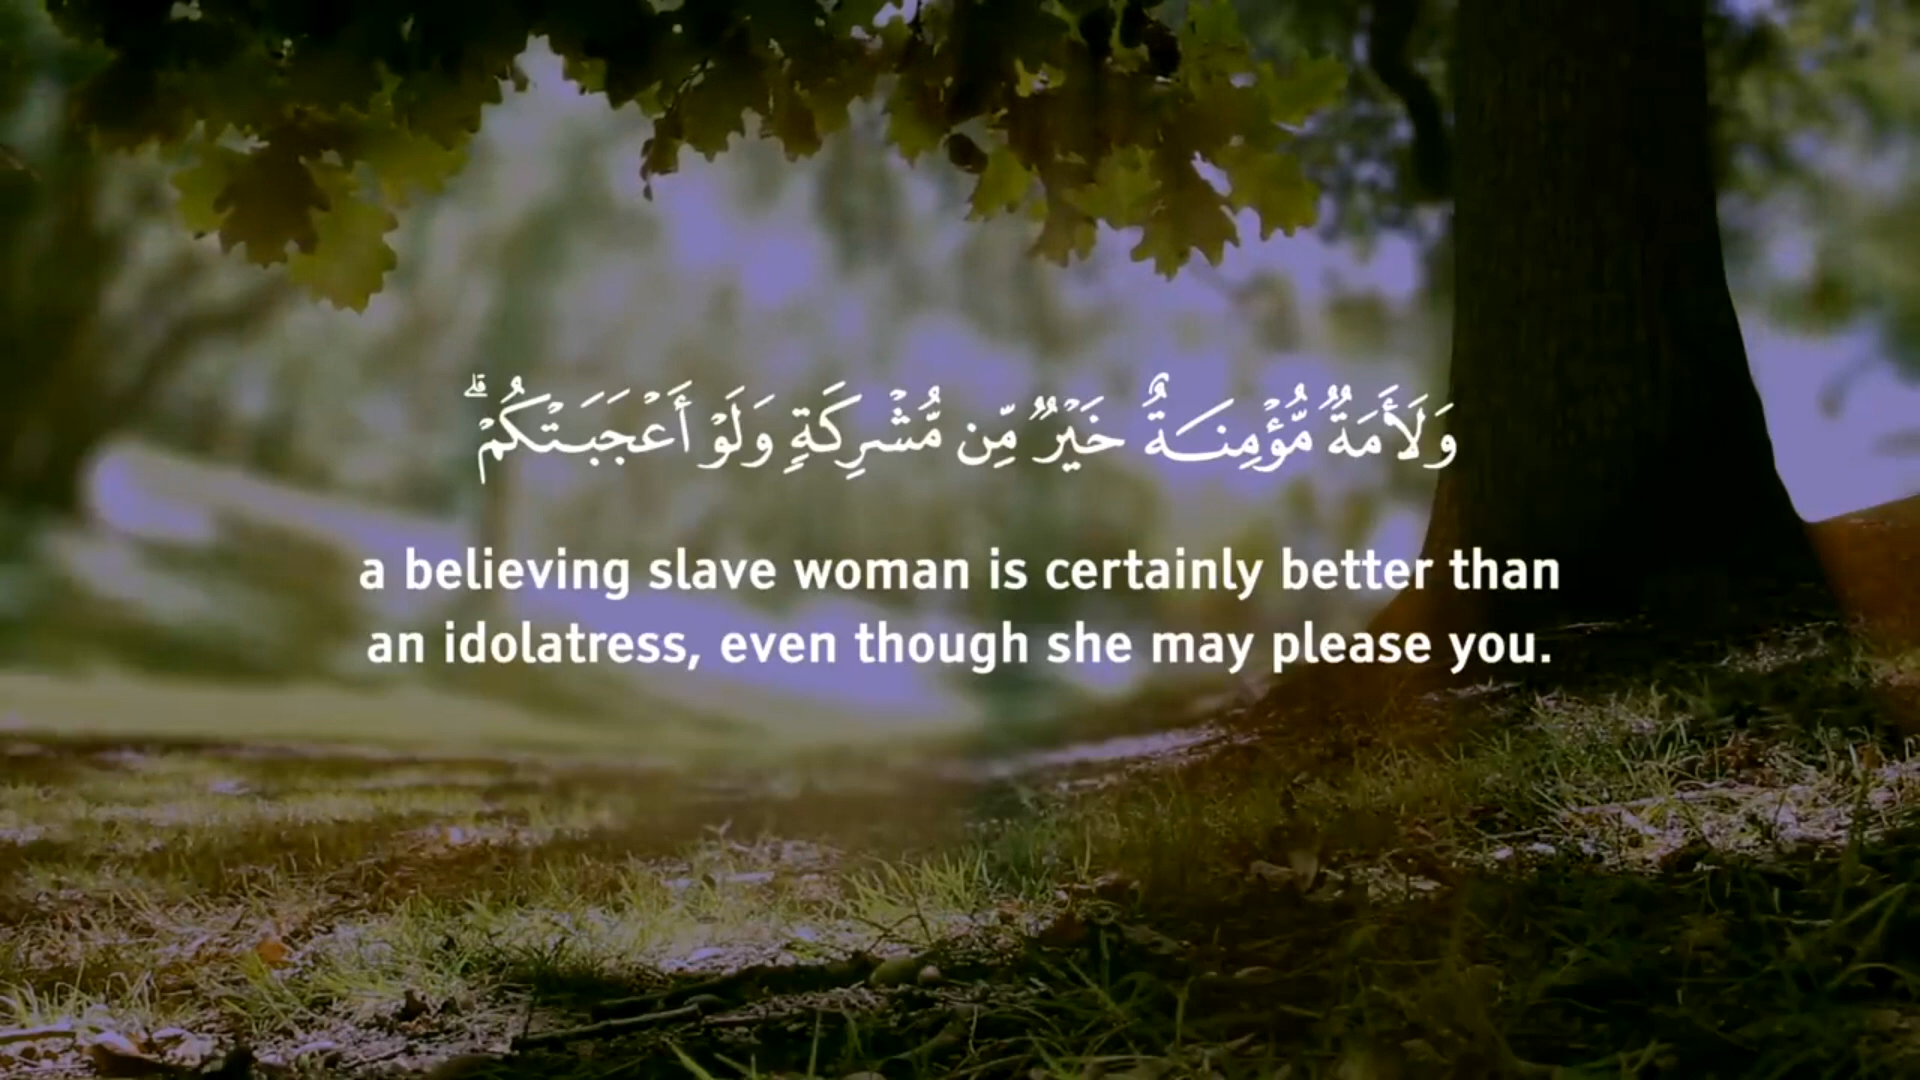 وَلَأَمَةٌ مُّؤْمِنَةٌ خَيْرٌ مِّن مُّشْرِكَةٍ وَلَوْ أَعْجَبَتْكُمْ ۗ
a believing slave woman is certainly better than
an idolatress, even though she may please you.